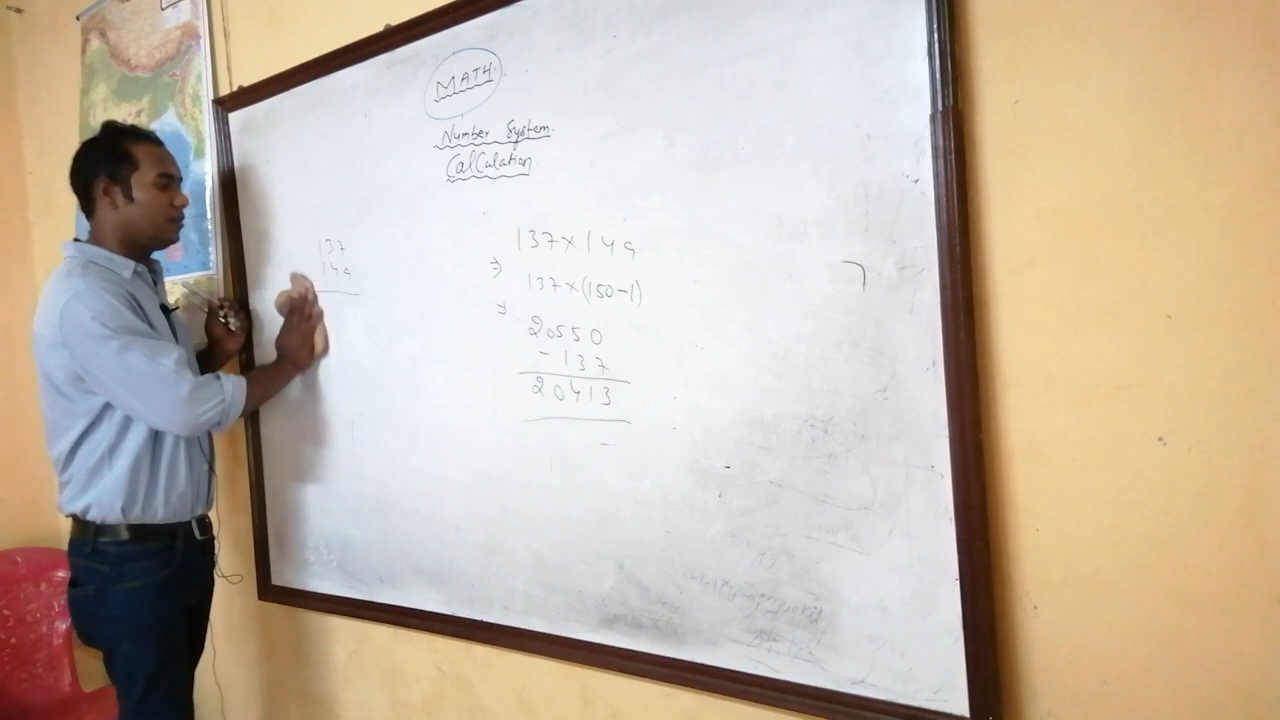 MATH
Number System.
CalCulation
137
149
137×149
⇒ 137×(150-1)
⇒ 20550
-137
20413